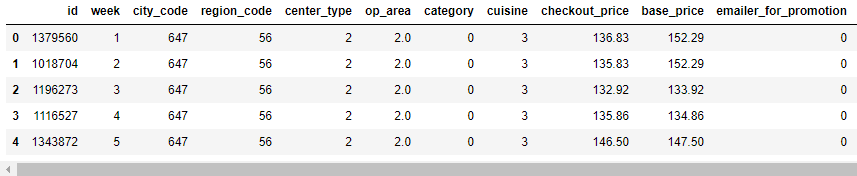 id week city_code region_code center_type op_area category cuisine checkout_price base_price emailer_for_promotion
0 1379560 1 647 56 2 2.0 0 3 136.83 152.29 0
1 1018704 2 647 56 2 2.0 0 3 135.83 152.29 0
2 1196273 3 647 56 2 2.0 0 3 132.92 133.92 0
3 1116527 4 647 56 2 2.0 0 3 135.86 134.86 0
4 1343872 5 647 56 2 2.0 0 3 146.50 147.50 0